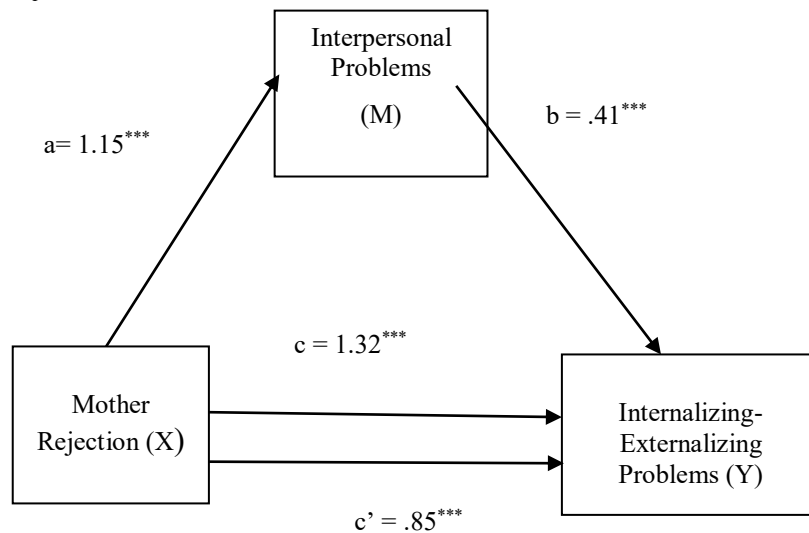 Interpersonal
Problems
(M)
a= 1.15***
b = .41***
c = 1.32***
Mother
Rejection (X)
Internalizing-
Externalizing
Problems (Y)
c’ = .85***